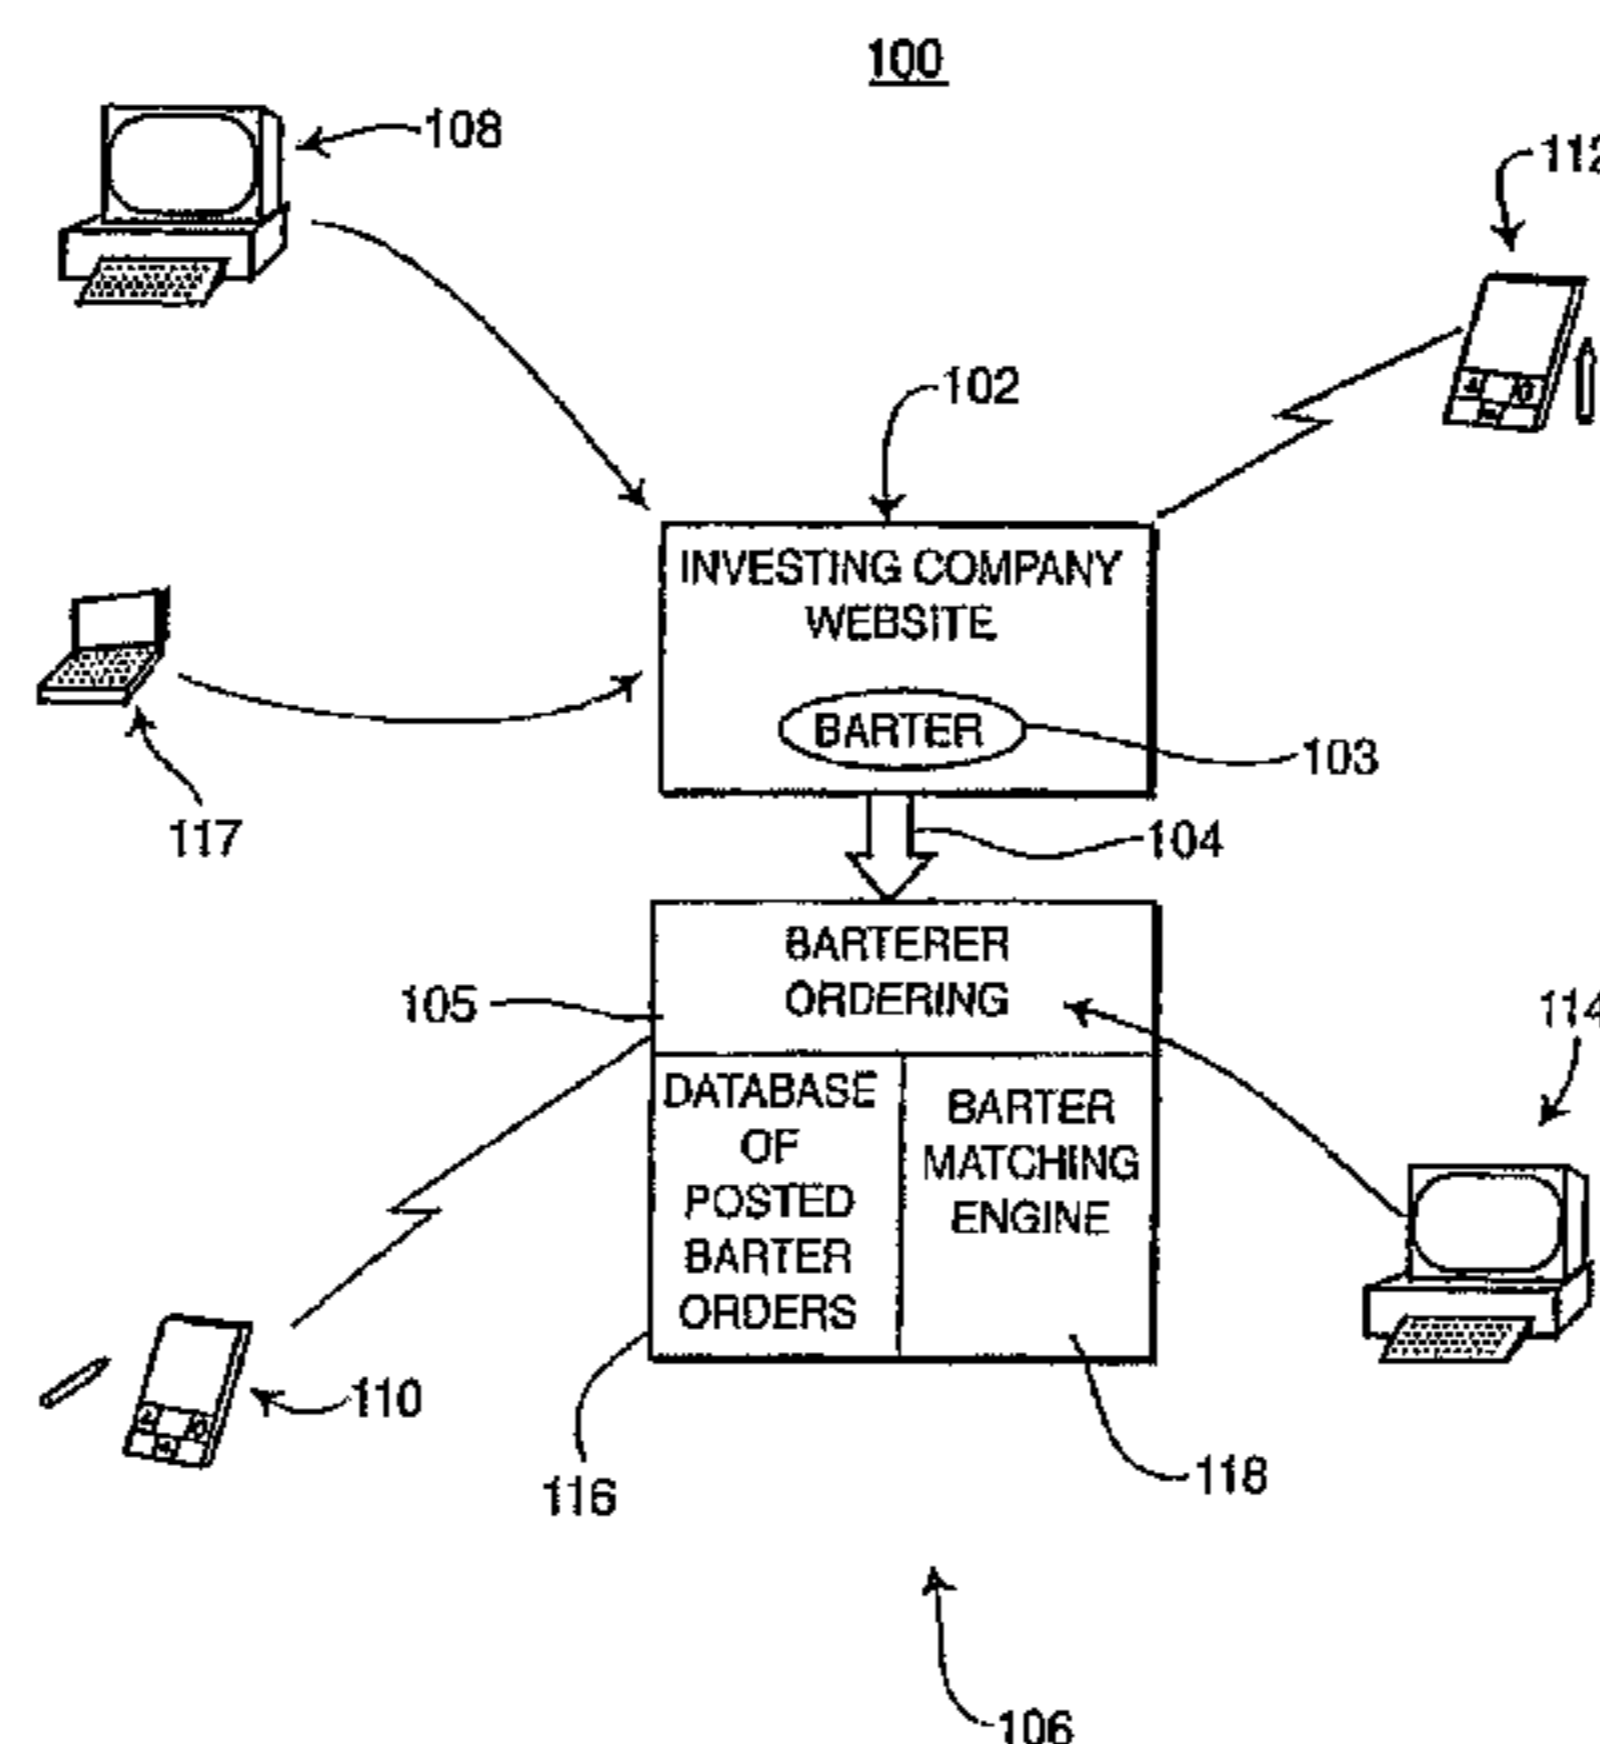 100
108
112
102
INVESTING COMPANY
WEBSITE
BARTER
103
117
104
BARTERER
ORDERING
105
114
DATABASE
OF
POSTED
BARTER
ORDERS
BARTER
MATCHING
ENGINE
110
116
118
106